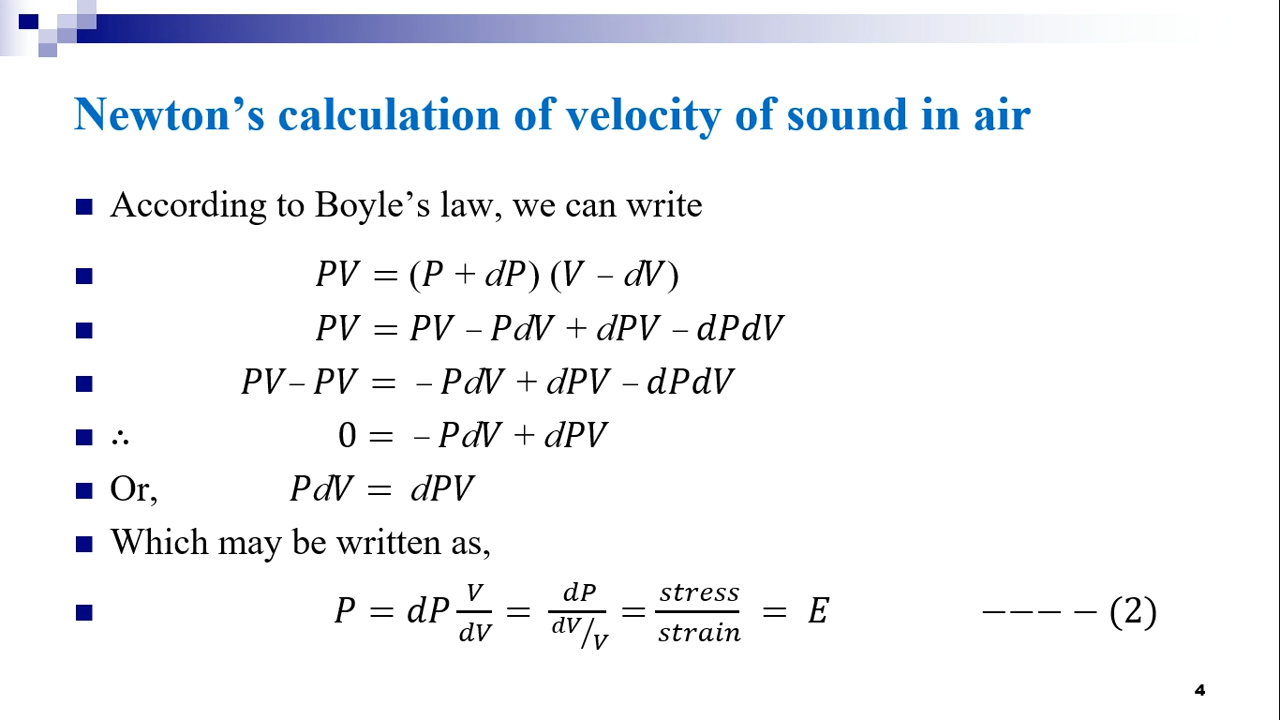 Newton’s calculation of velocity of sound in air
■ According to Boyle’s law, we can write
■ PV = (P + dP) (V – dV)
■ PV = PV – PdV + dPV – dPdV
■ PV – PV = – PdV + dPV – dPdV
■ ∴ 0 = – PdV + dPV
■ Or, PdV = dPV
■ Which may be written as,
■ P = dP V/dV = dP/(dV/V) = stress/strain = E – – – – (2)
4